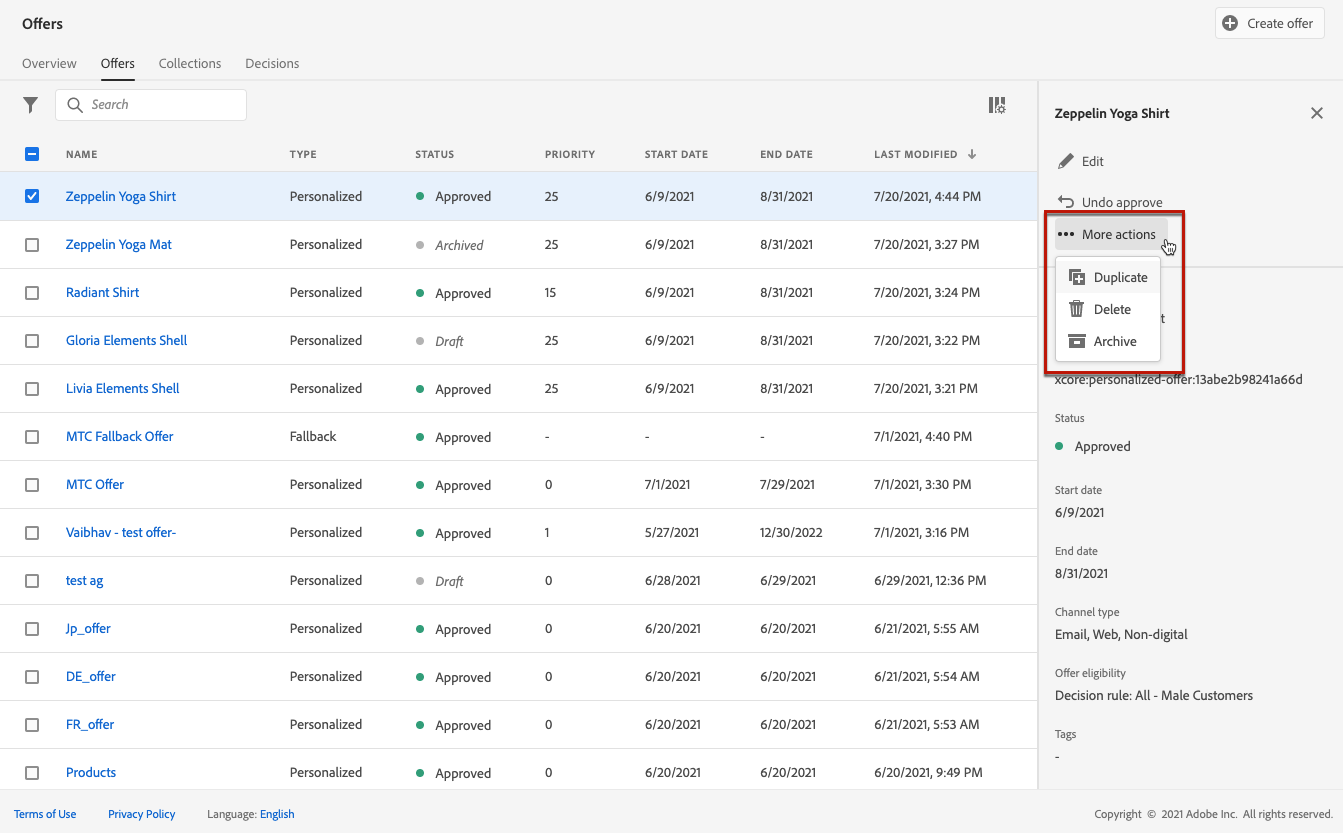 Offers
Create offer
Overview Offers Collections Decisions
Search
NAME TYPE STATUS PRIORITY START DATE END DATE LAST MODIFIED
Zeppelin Yoga Shirt Personalized Approved 25 6/9/2021 8/31/2021 7/20/2021, 4:44 PM
Zeppelin Yoga Mat Personalized Archived 25 6/9/2021 8/31/2021 7/20/2021, 3:27 PM
Radiant Shirt Personalized Approved 15 6/9/2021 8/31/2021 7/20/2021, 3:24 PM
Gloria Elements Shell Personalized Draft 25 6/9/2021 8/31/2021 7/20/2021, 3:22 PM
Livia Elements Shell Personalized Approved 25 6/9/2021 8/31/2021 7/20/2021, 3:21 PM
MTC Fallback Offer Fallback Approved - - - 7/1/2021, 4:40 PM
MTC Offer Personalized Approved 0 7/1/2021 7/29/2021 7/1/2021, 3:30 PM
Vaibhav - test offer- Personalized Approved 1 5/27/2021 12/30/2022 7/1/2021, 3:16 PM
test ag Personalized Draft 0 6/28/2021 6/29/2021 6/29/2021, 12:36 PM
Jp_offer Personalized Approved 0 6/20/2021 6/20/2021 6/21/2021, 5:55 AM
DE_offer Personalized Approved 0 6/20/2021 6/20/2021 6/21/2021, 5:54 AM
FR_offer Personalized Approved 0 6/20/2021 6/20/2021 6/21/2021, 5:53 AM
Products Personalized Approved 0 6/20/2021 6/20/2021 6/20/2021, 9:49 PM
Zeppelin Yoga Shirt
Edit
Undo approve
More actions
Duplicate
Delete
Archive
xcore:personalized-offer:13abe2b98241a66d
Status
Approved
Start date
6/9/2021
End date
8/31/2021
Channel type
Email, Web, Non-digital
Offer eligibility
Decision rule: All - Male Customers
Tags
-
Terms of Use Privacy Policy Language: English Copyright © 2021 Adobe Inc. All rights reserved.